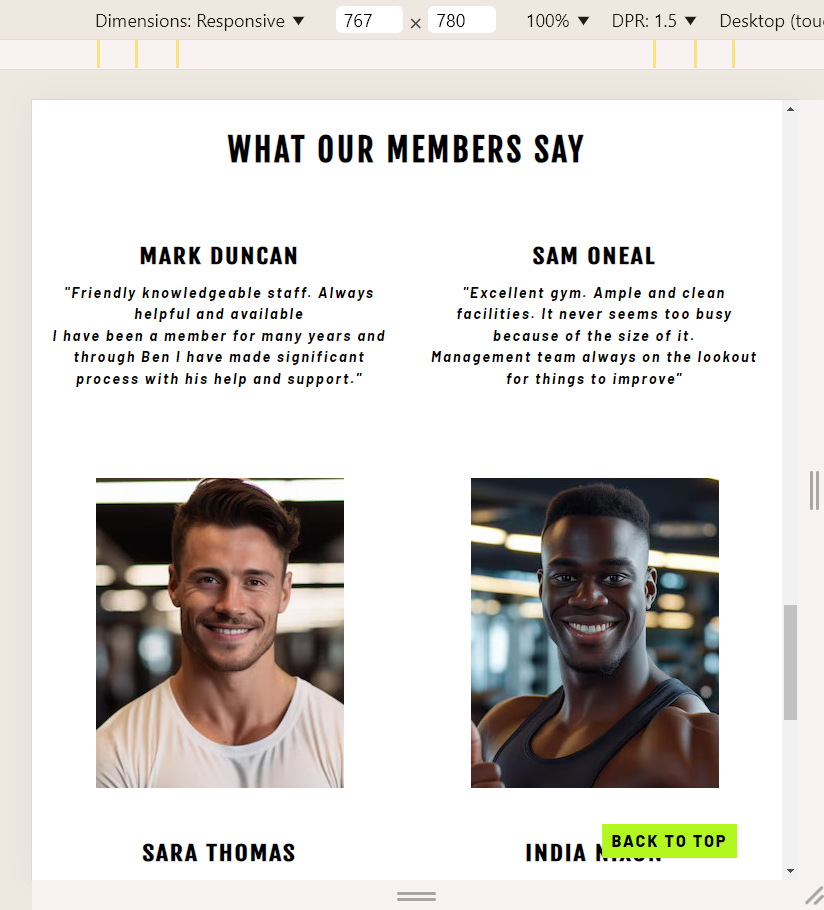 Dimensions: Responsive ▼ 767 × 780 100% ▼ DPR: 1.5 ▼ Desktop (tou
WHAT OUR MEMBERS SAY
MARK DUNCAN
"Friendly knowledgeable staff. Always
helpful and available
I have been a member for many years and
through Ben I have made significant
process with his help and support."
SAM ONEAL
"Excellent gym. Ample and clean
facilities. It never seems too busy
because of the size of it.
Management team always on the lookout
for things to improve"
SARA THOMAS
INDIA NIXON
BACK TO TOP